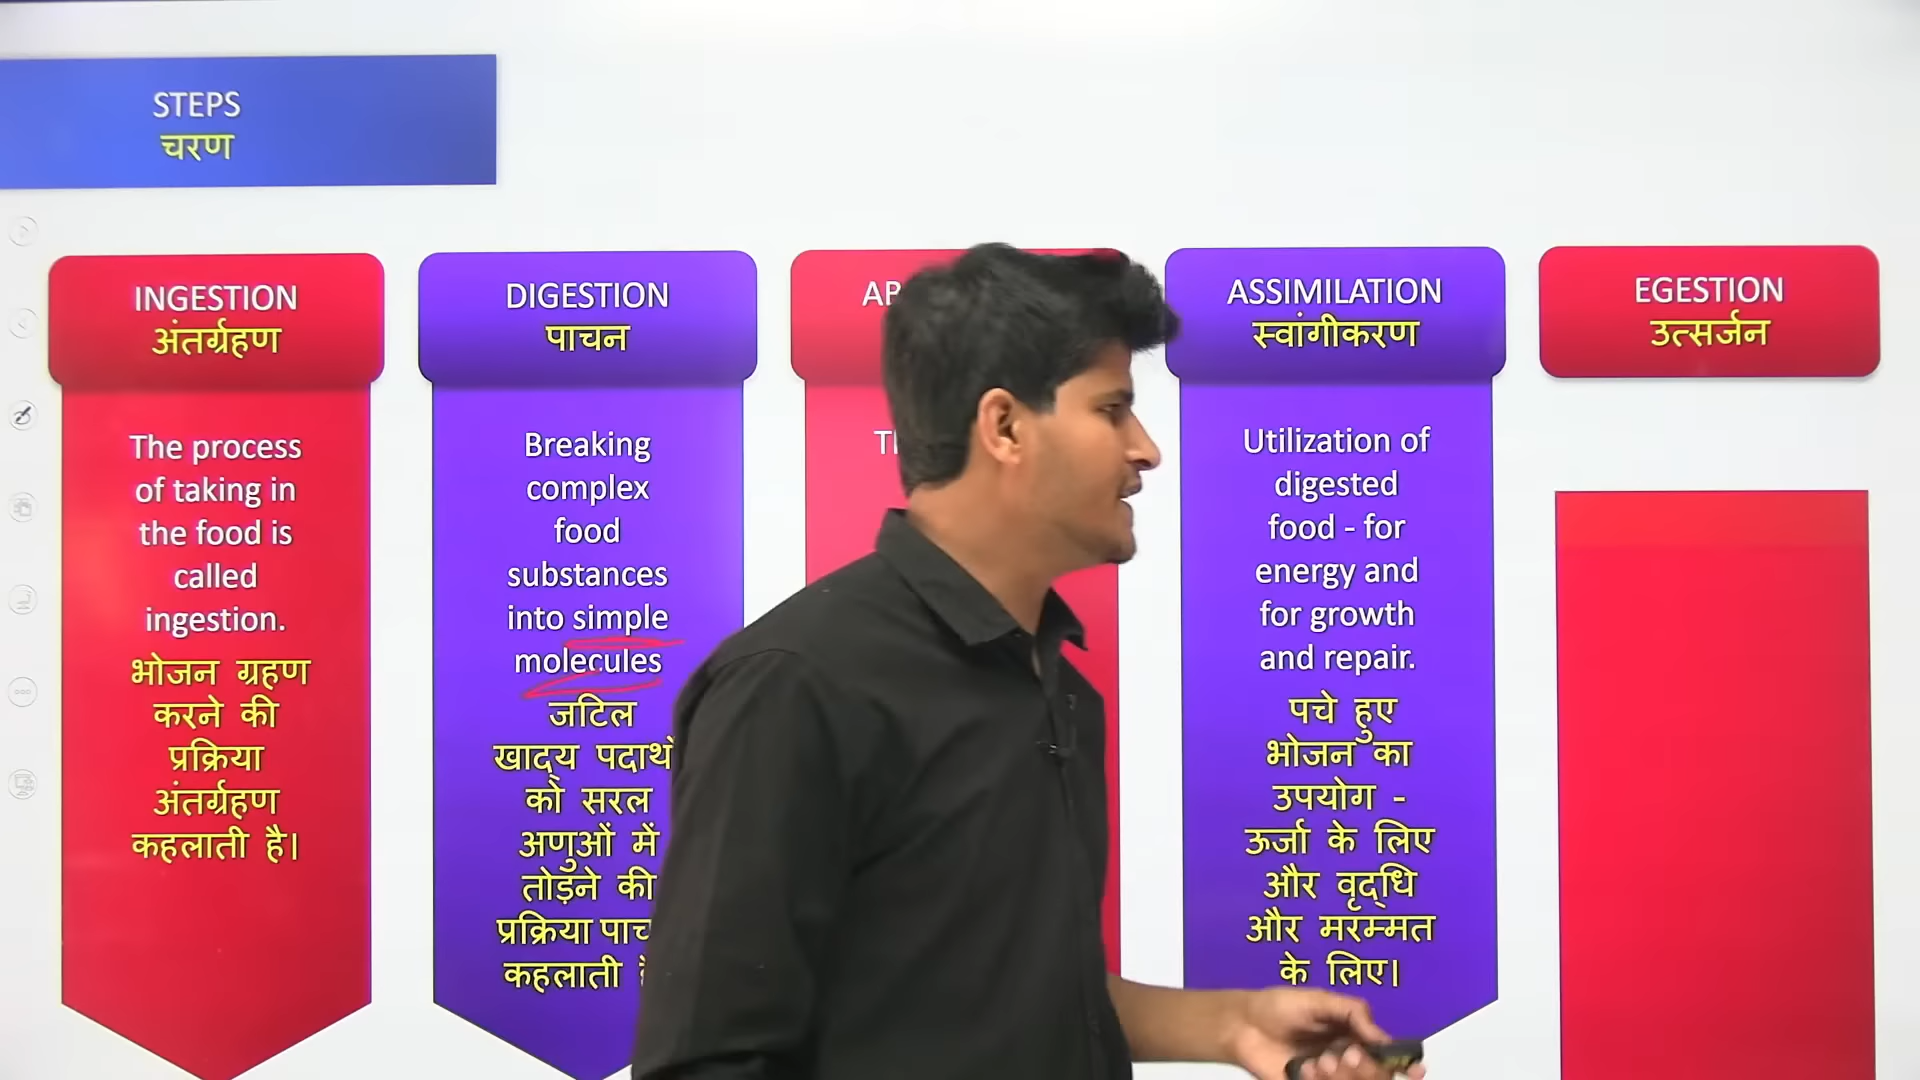 STEPS
चरण
INGESTION
अंतर्ग्रहण
The process
of taking in
the food is
called
ingestion.
भोजन ग्रहण
करने की
प्रक्रिया
अंतर्ग्रहण
कहलाती है।
DIGESTION
पाचन
Breaking
complex
food
substances
into simple
molecules
जटिल
खाद्य पदार्थों
को सरल
अणुओं में
तोड़ने की
प्रक्रिया
कहलाती
ASSIMILATION
स्वांगीकरण
Utilization of
digested
food - for
energy and
for growth
and repair.
पचे हुए
भोजन का
उपयोग -
ऊर्जा के लिए
और वृद्धि
और मरम्मत
के लिए।
EGESTION
उत्सर्जन